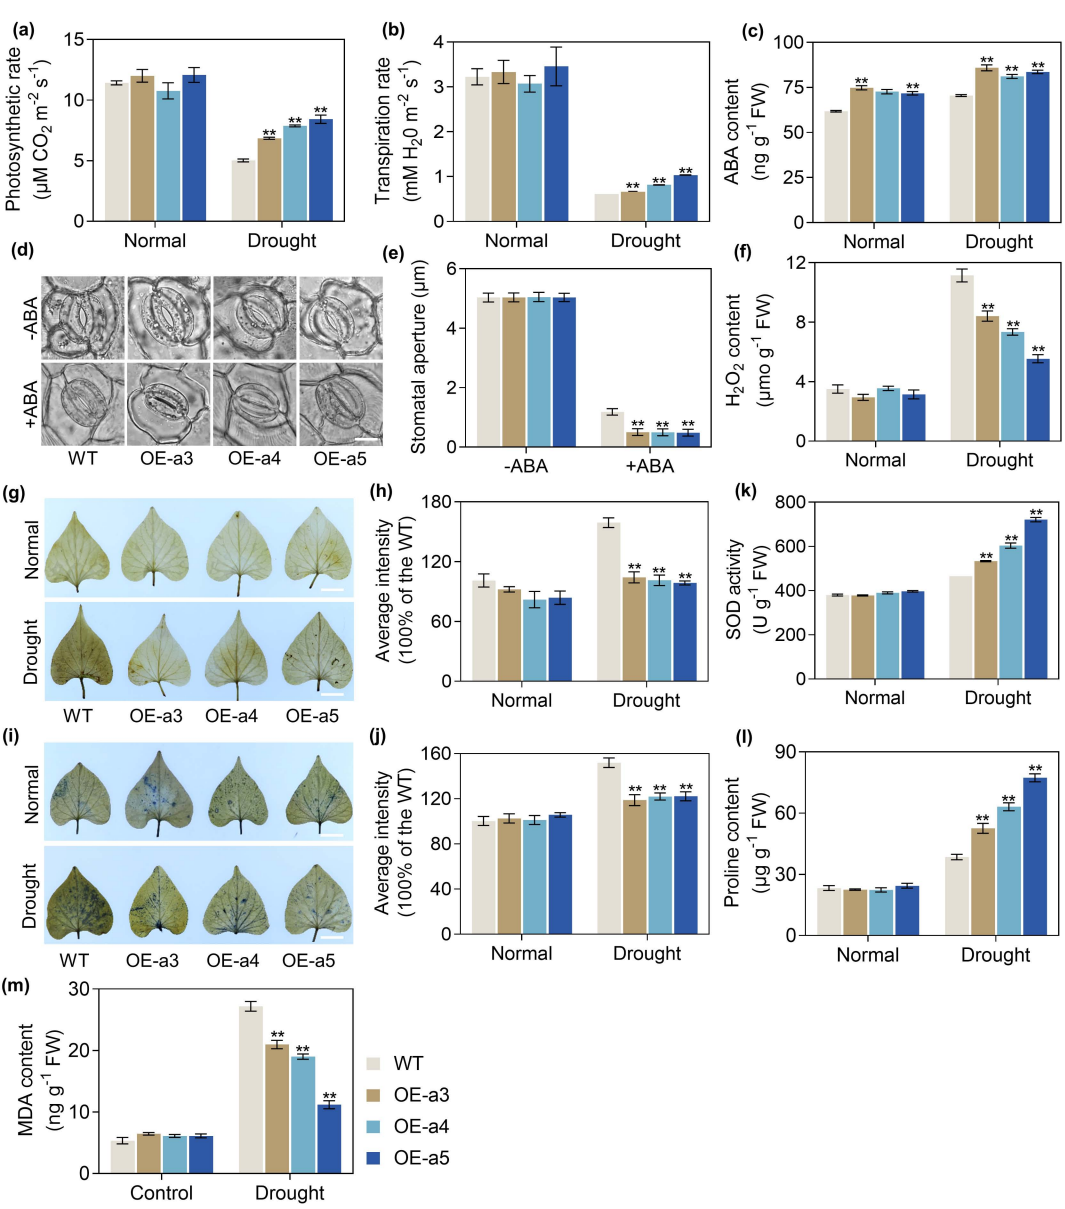 (a)
Photosynthetic rate
(µM CO2 m-2 s-1)
15
10
5
0
** ** **
Normal Drought
(b)
Transpiration rate
(mM H20 m-2 s-1)
4
3
2
1
0
** ** **
Normal Drought
(c)
ABA content
(ng g-1 FW)
100
75
50
25
0
** ** ** ** **
Normal Drought
(d)
-ABA
+ABA
WT OE-a3 OE-a4 OE-a5
(e)
Stomatal aperture (µm)
6
4
2
0
** ** **
-ABA +ABA
(f)
H2O2 content
(µmo g-1 FW)
12
8
4
0
** ** **
Normal Drought
(g)
Normal
Drought
WT OE-a3 OE-a4 OE-a5
(h)
Average intensity
(100% of the WT)
180
120
60
0
** ** **
Normal Drought
(k)
SOD activity
(U g-1 FW)
800
600
400
200
0
** ** **
Normal Drought
(i)
Normal
Drought
WT OE-a3 OE-a4 OE-a5
(j)
Average intensity
(100% of the WT)
160
120
80
40
0
** ** **
Normal Drought
(l)
Proline content
(µg g-1 FW)
90
60
30
0
** ** **
Normal Drought
(m)
MDA content
(ng g-1 FW)
30
20
10
0
** ** **
Control Drought
WT
OE-a3
OE-a4
OE-a5